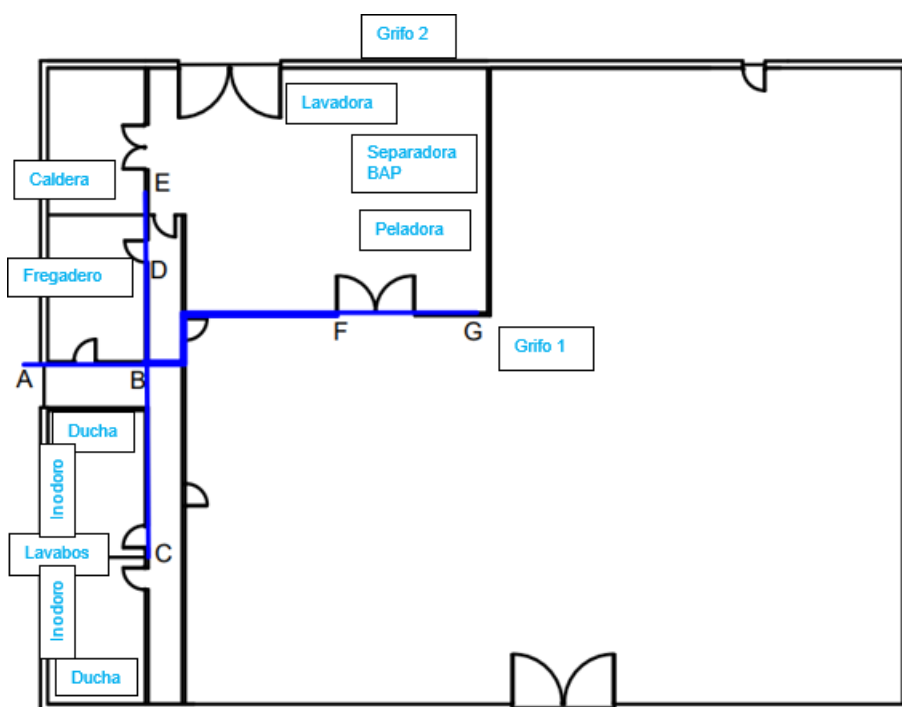 Grifo 2
Lavadora
Separadora
BAP
Caldera
E
Peladora
Fregadero
D
F
G
Grifo 1
A
B
Ducha
Inodoro
Lavabos
C
Inodoro
Ducha